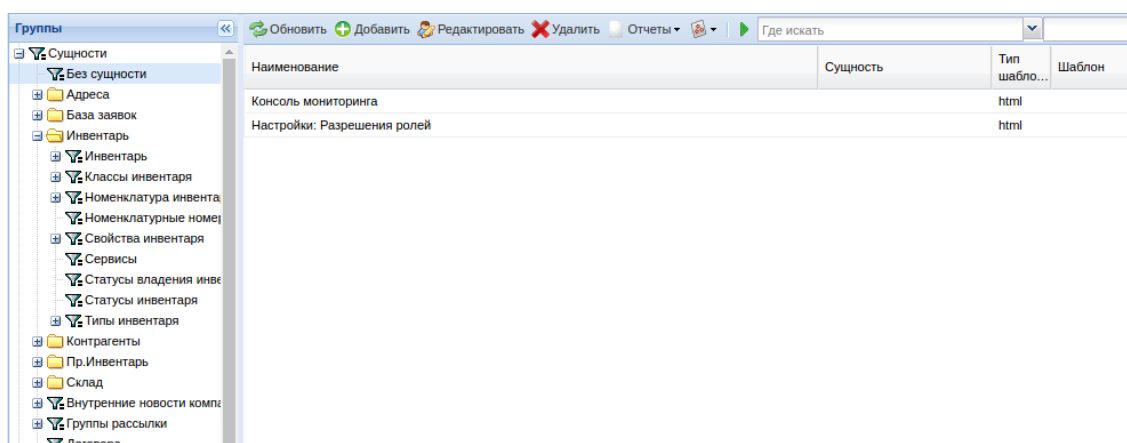 Группы
Обновить Добавить Редактировать Удалить Отчеты Где искать
Наименование Сущность Тип шабло... Шаблон
Консоль мониторинга html
Настройки: Разрешения ролей html
Сущности
Без сущности
Адреса
База заявок
Инвентарь
Инвентарь
Классы инвентаря
Номенклатура инвента
Номенклатурные номер
Свойства инвентаря
Сервисы
Статусы владения инве
Статусы инвентаря
Типы инвентаря
Контрагенты
Пр.Инвентарь
Склад
Внутренние новости компа
Группы рассылки